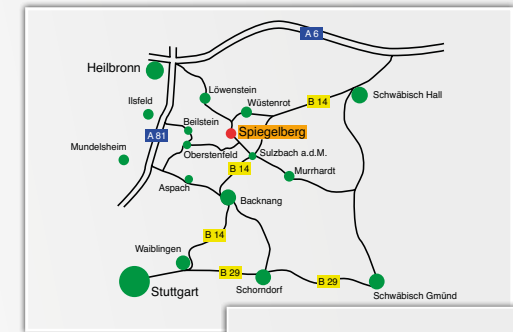 A 6
Heilbronn
Löwenstein
Schwäbisch Hall
Ilsfeld
Wüstenrot
B 14
Beilstein
A 81
Spiegelberg
Mundelsheim
Oberstenfeld
Sulzbach a.d.M.
B 14
Murrhardt
Aspach
Backnang
B 14
Waiblingen
B 29
B 29
Stuttgart
Schorndorf
Schwäbisch Gmünd